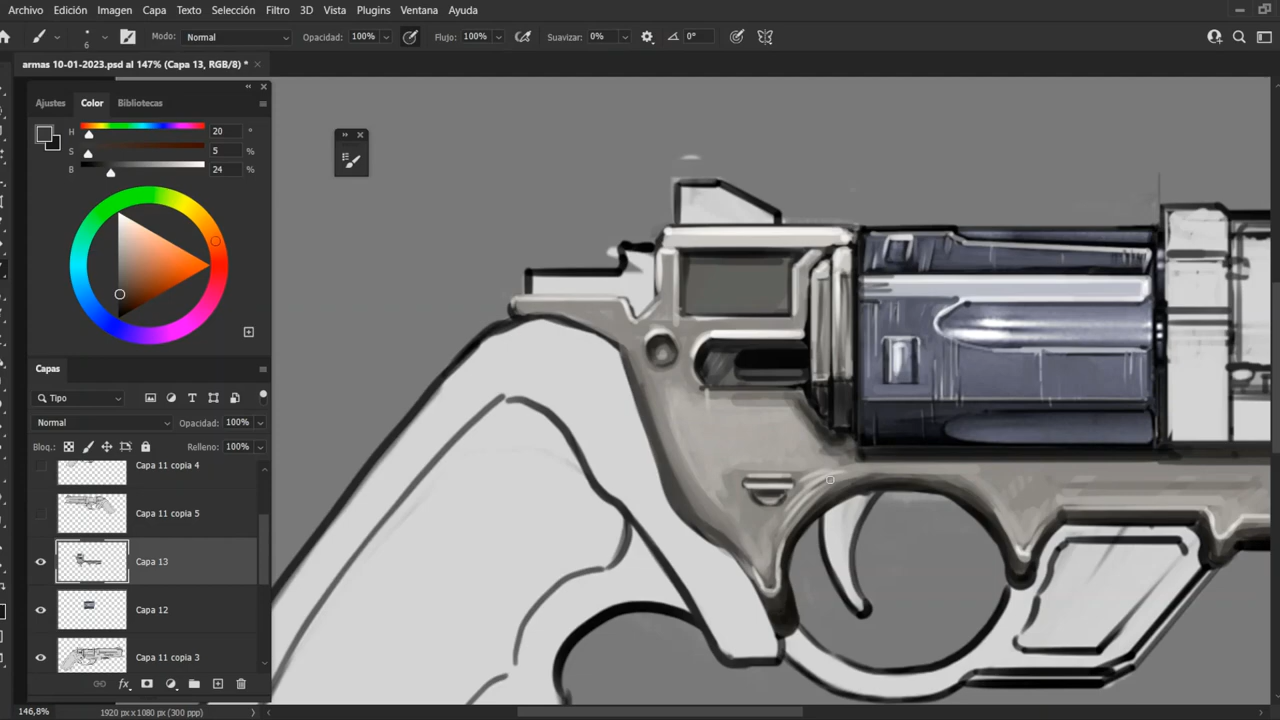 Archivo Edición Imagen Capa Texto Selección Filtro 3D Vista Plugins Ventana Ayuda
6 Modo: Normal Opacidad: 100% Flujo: 100% Suavizar: 0% 0°
armas 10-01-2023.psd al 147% (Capa 13, RGB/8) *
Ajustes Color Bibliotecas
H 20 °
S 5 %
B 24 %
Capas
Tipo
Normal Opacidad: 100%
Bloq.: Relleno: 100%
Capa 11 copia 4
Capa 11 copia 5
Capa 13
Capa 12
Capa 11 copia 3
fx
146,8% 1920 px x 1080 px (300 ppp)